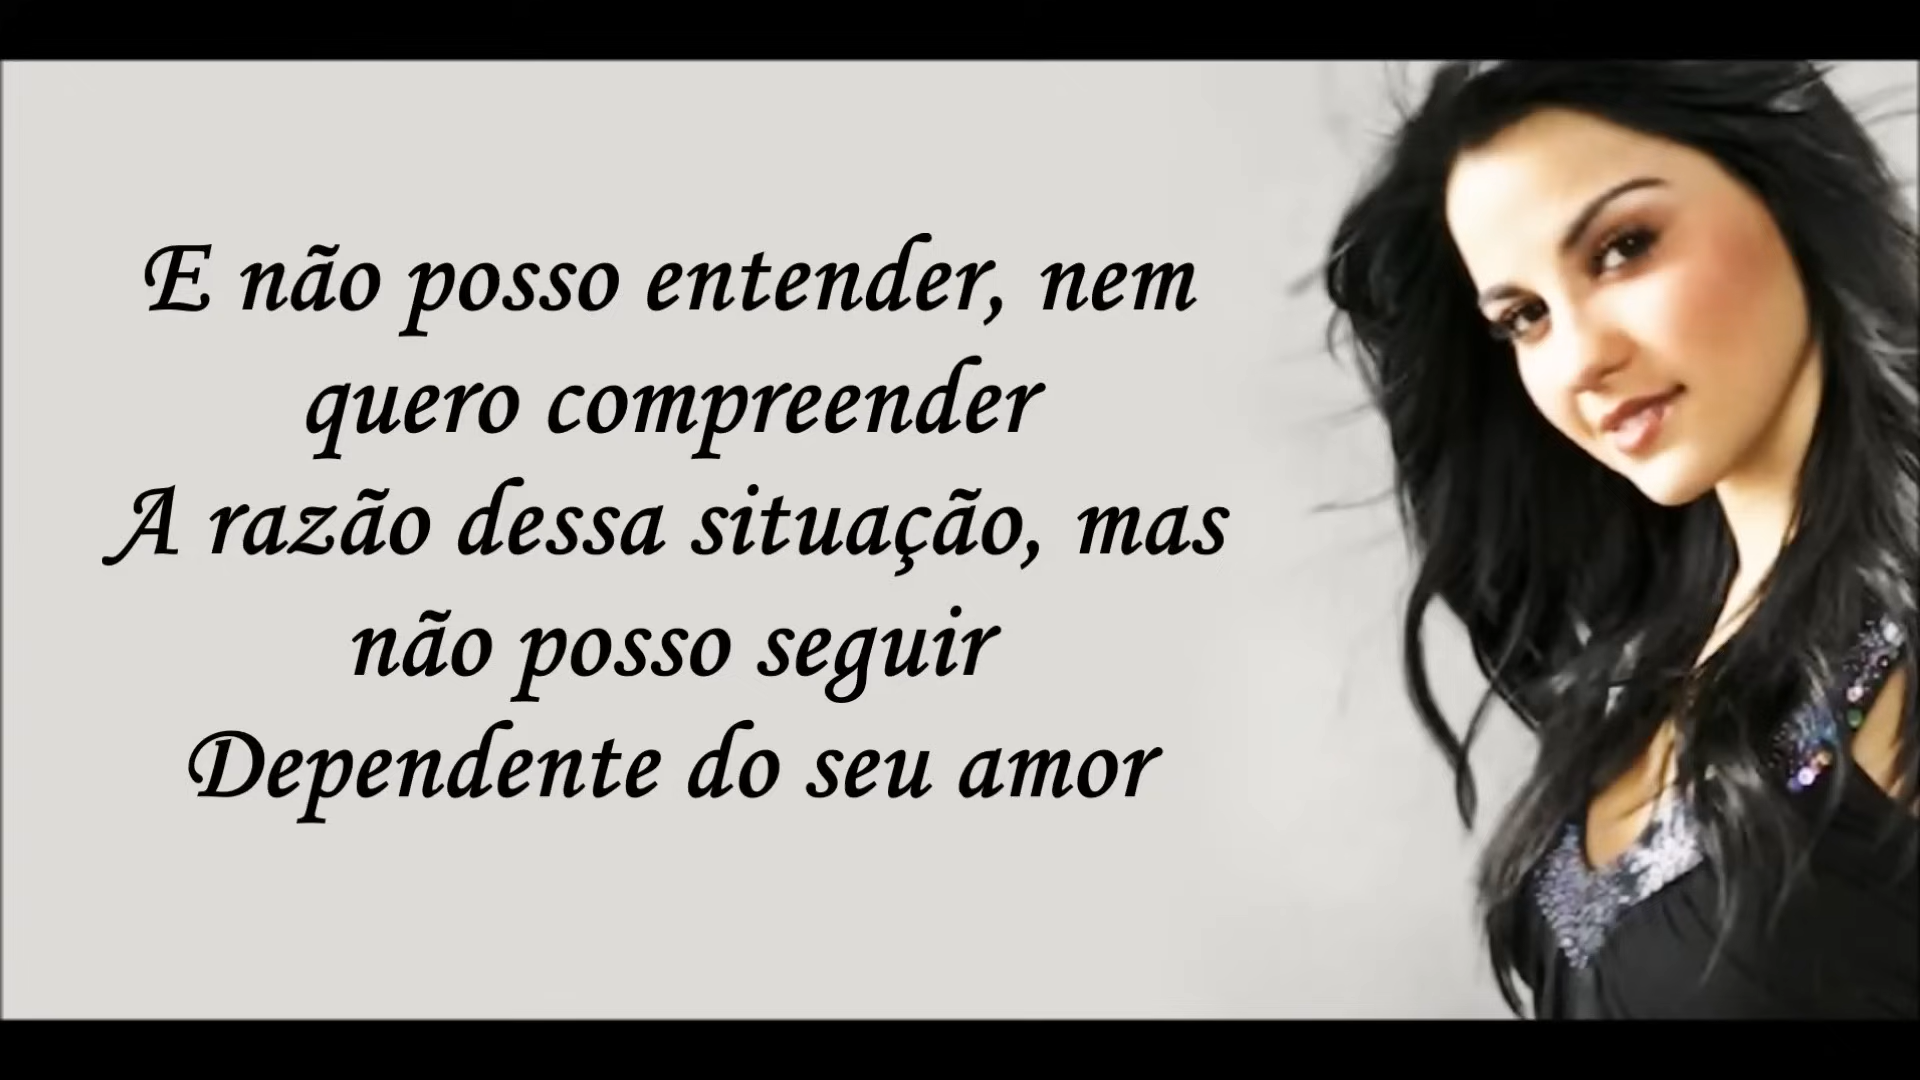 E não posso entender, nem
quero compreender
A razão dessa situação, mas
não posso seguir
Dependente do seu amor